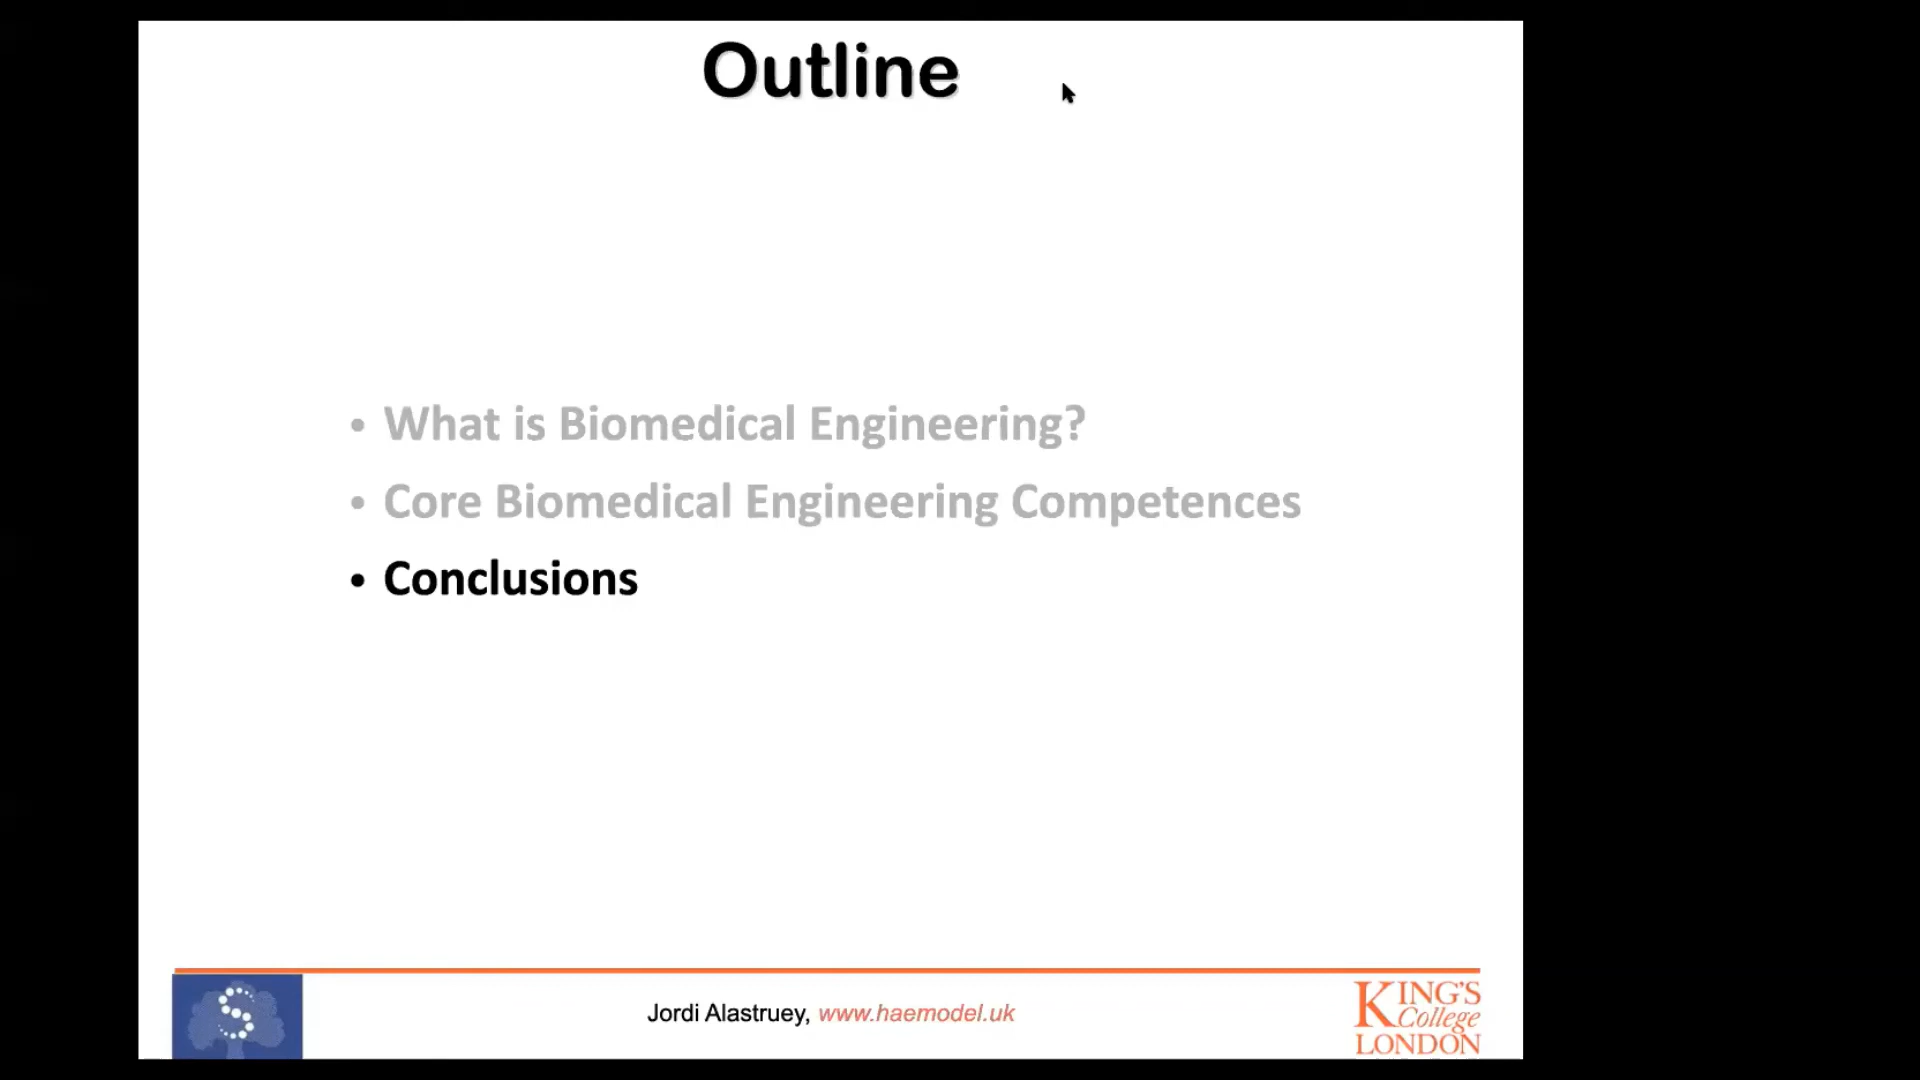 Outline
• What is Biomedical Engineering?
• Core Biomedical Engineering Competences
• Conclusions
S
Jordi Alastruey, www.haemodel.uk
KING'S
College
LONDON